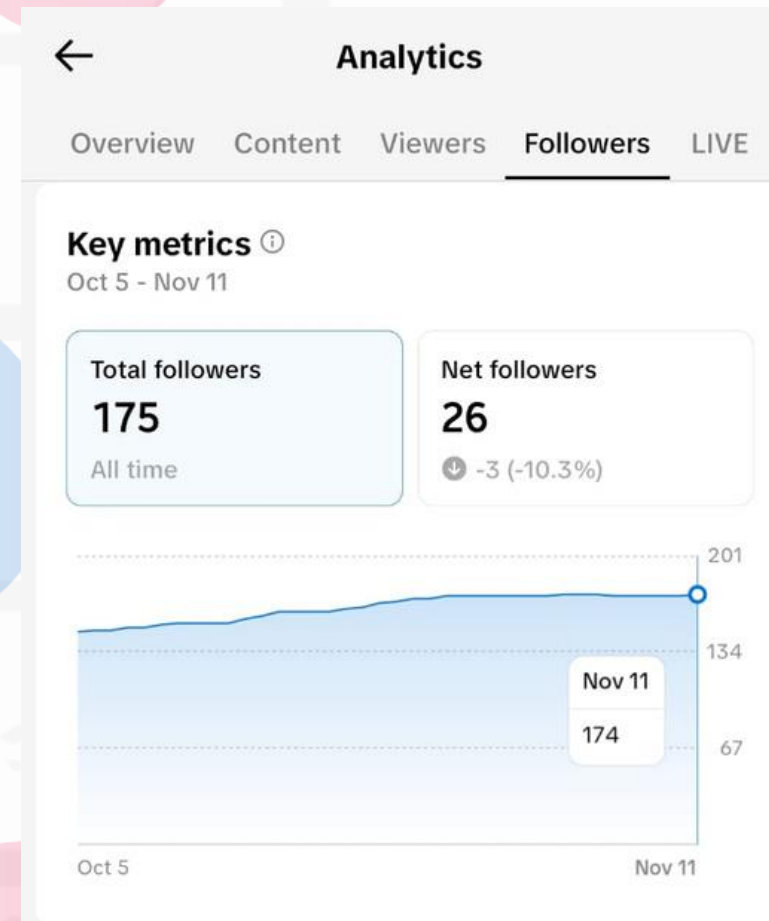 Analytics
Overview Content Viewers Followers LIVE
Key metrics
Oct 5 - Nov 11
Total followers
175
All time
Net followers
26
-3 (-10.3%)
201
134
67
Nov 11
174
Oct 5
Nov 11